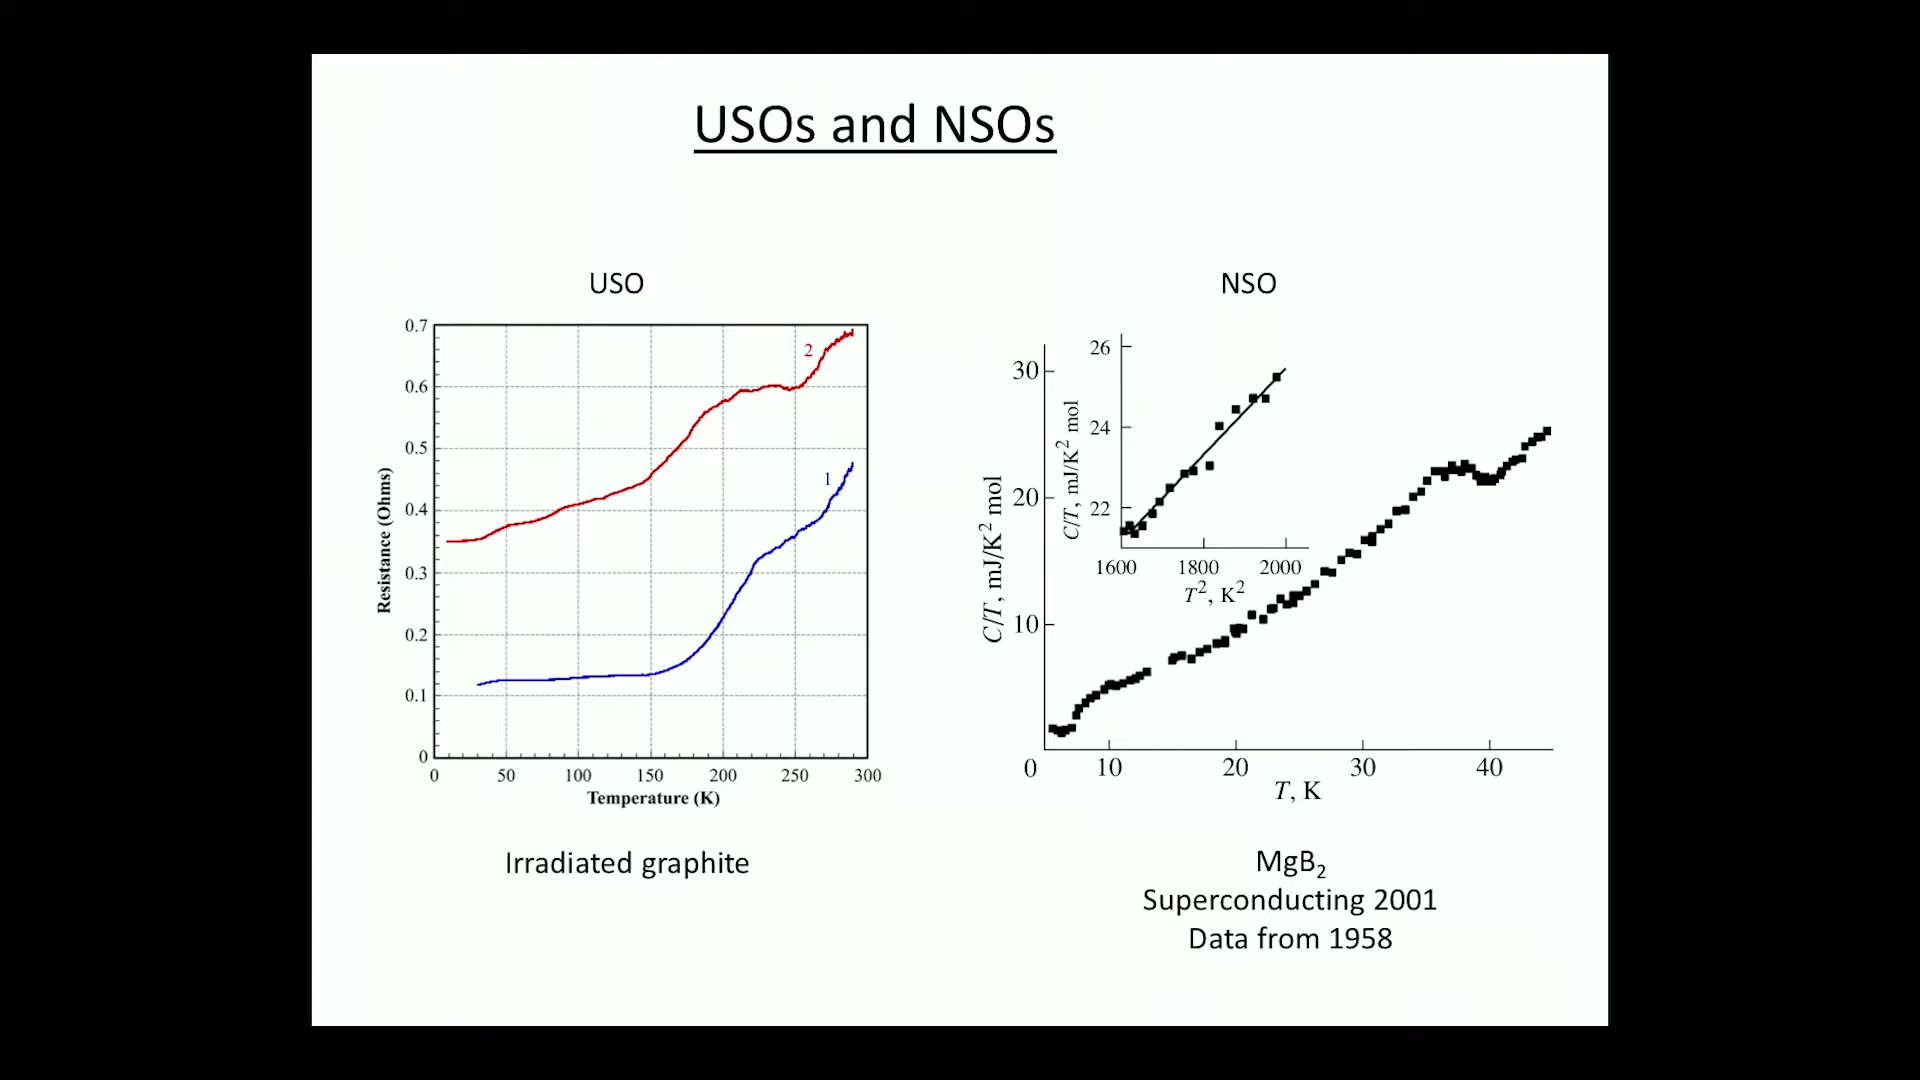 USOs and NSOs
USO
0.7
0.6
0.5
0.4
0.3
0.2
0.1
0
Resistance (Ohms)
2
1
0
50
100
150
200
250
300
Temperature (K)
Irradiated graphite
NSO
30
20
10
C/T, mJ/K² mol
26
24
22
C/T, mJ/K² mol
1600
1800
2000
T², K²
0
10
20
30
40
T, K
MgB₂
Superconducting 2001
Data from 1958